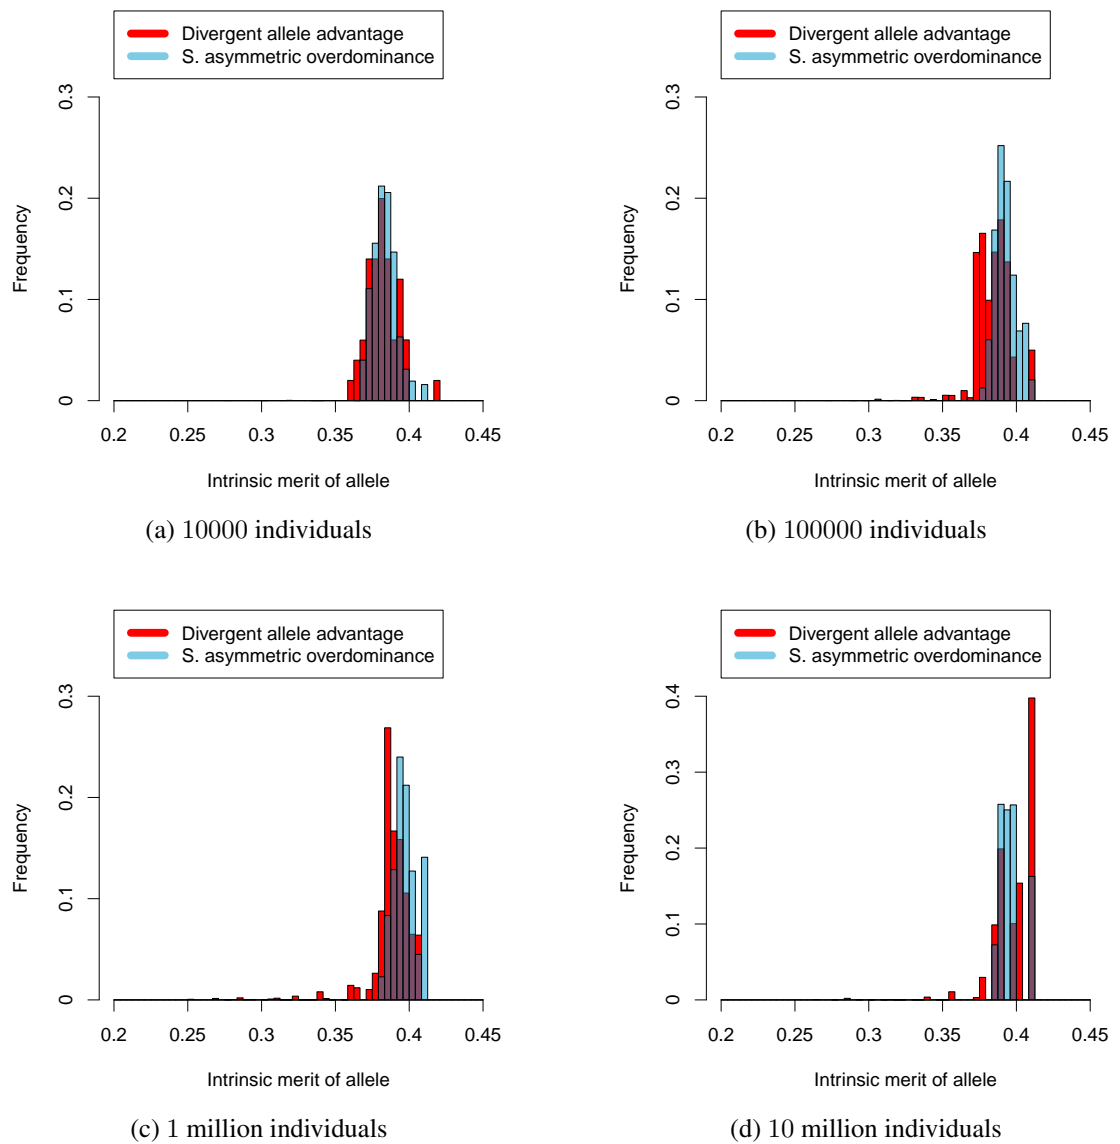 Divergent allele advantage
S. asymmetric overdominance
0.3
0.2
0.1
0
Frequency
0.2 0.25 0.3 0.35 0.4 0.45
Intrinsic merit of allele
(a) 10000 individuals
Divergent allele advantage
S. asymmetric overdominance
0.3
0.2
0.1
0
Frequency
0.2 0.25 0.3 0.35 0.4 0.45
Intrinsic merit of allele
(b) 100000 individuals
Divergent allele advantage
S. asymmetric overdominance
0.3
0.2
0.1
0
Frequency
0.2 0.25 0.3 0.35 0.4 0.45
Intrinsic merit of allele
(c) 1 million individuals
Divergent allele advantage
S. asymmetric overdominance
0.4
0.3
0.2
0.1
0
Frequency
0.2 0.25 0.3 0.35 0.4 0.45
Intrinsic merit of allele
(d) 10 million individuals